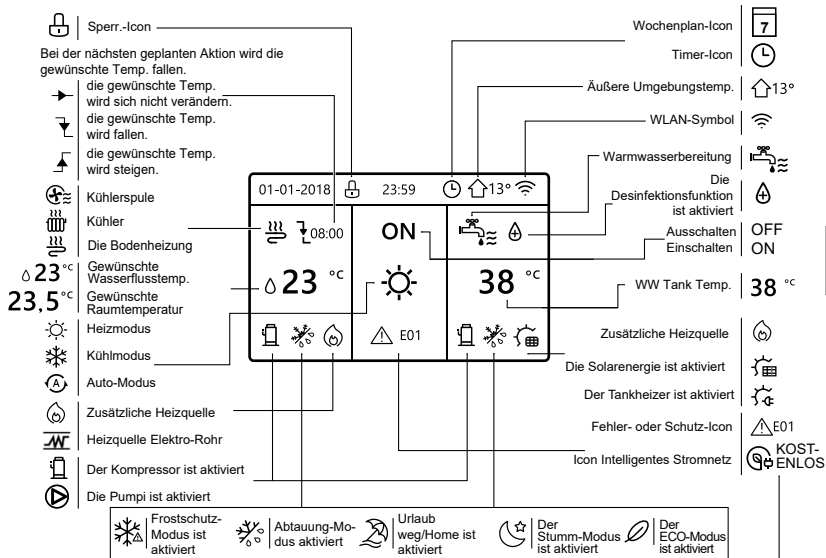 Sperr.-Icon
Bei der nächsten geplanten Aktion wird die
gewünschte Temp. fallen.
die gewünschte Temp.
wird sich nicht verändern.
die gewünschte Temp.
wird fallen.
die gewünschte Temp.
wird steigen.
Kühlerspule
Kühler
Die Bodenheizung
23 °C
Gewünschte
Wasserflusstemp.
23,5 °C
Gewünschte
Raumtemperatur
Heizmodus
Kühlmodus
A
Auto-Modus
Zusätzliche Heizquelle
Heizquelle Elektro-Rohr
Der Kompressor ist aktiviert
Die Pumpi ist aktiviert
01-01-2018
23:59
13°
08:00
ON
23 °C
38 °C
E01
Wochenplan-Icon
7
Timer-Icon
Äußere Umgebungstemp.
13°
WLAN-Symbol
Warmwasserbereitung
Die
Desinfektionsfunktion
ist aktiviert
Ausschalten OFF
Einschalten ON
WW Tank Temp.
38 °C
Zusätzliche Heizquelle
Die Solarenergie ist aktiviert
Der Tankheizer ist aktiviert
Fehler- oder Schutz-Icon
E01
Icon Intelligentes Stromnetz
KOST-
ENLOS
Frostschutz-
Modus ist
aktiviert
Abtauung-Mo-
dus aktiviert
Urlaub
weg/Home ist
aktiviert
Der
Stumm-Modus
ist aktiviert
Der
ECO-Modus
ist aktiviert